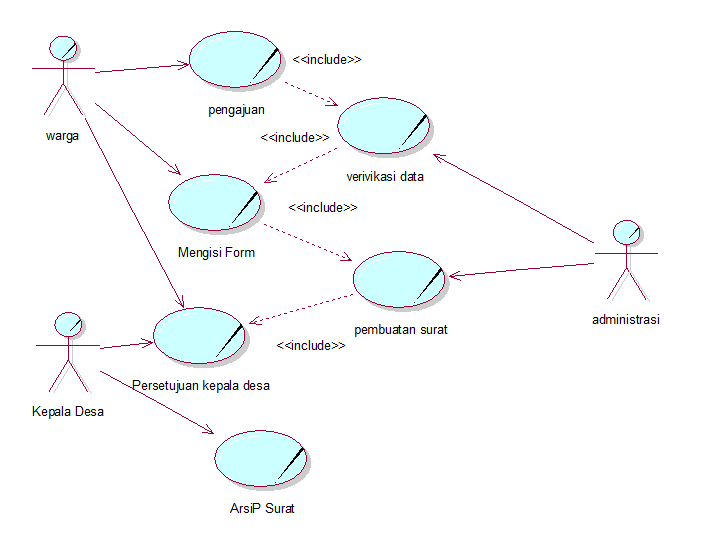 <<include>>
pengajuan
warga
<<include>>
verivikasi data
<<include>>
Mengisi Form
administrasi
pembuatan surat
<<include>>
Persetujuan kepala desa
Kepala Desa
ArsiP Surat